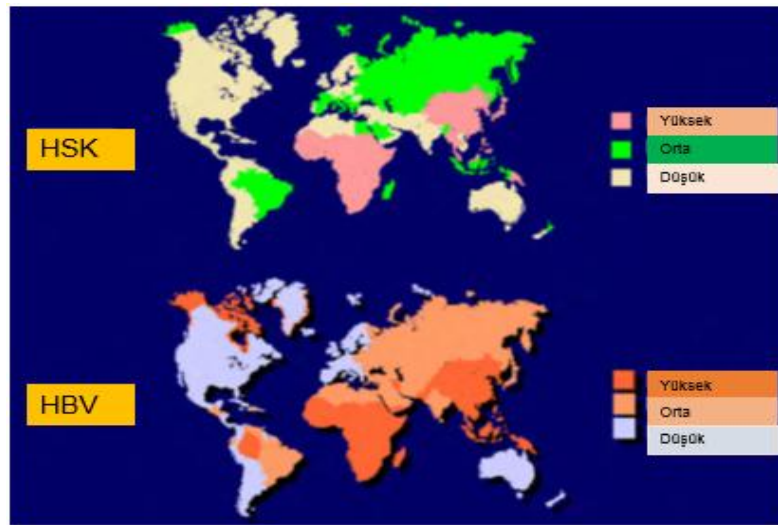 HSK
Yüksek
Orta
Düşük
HBV
Yüksek
Orta
Düşük